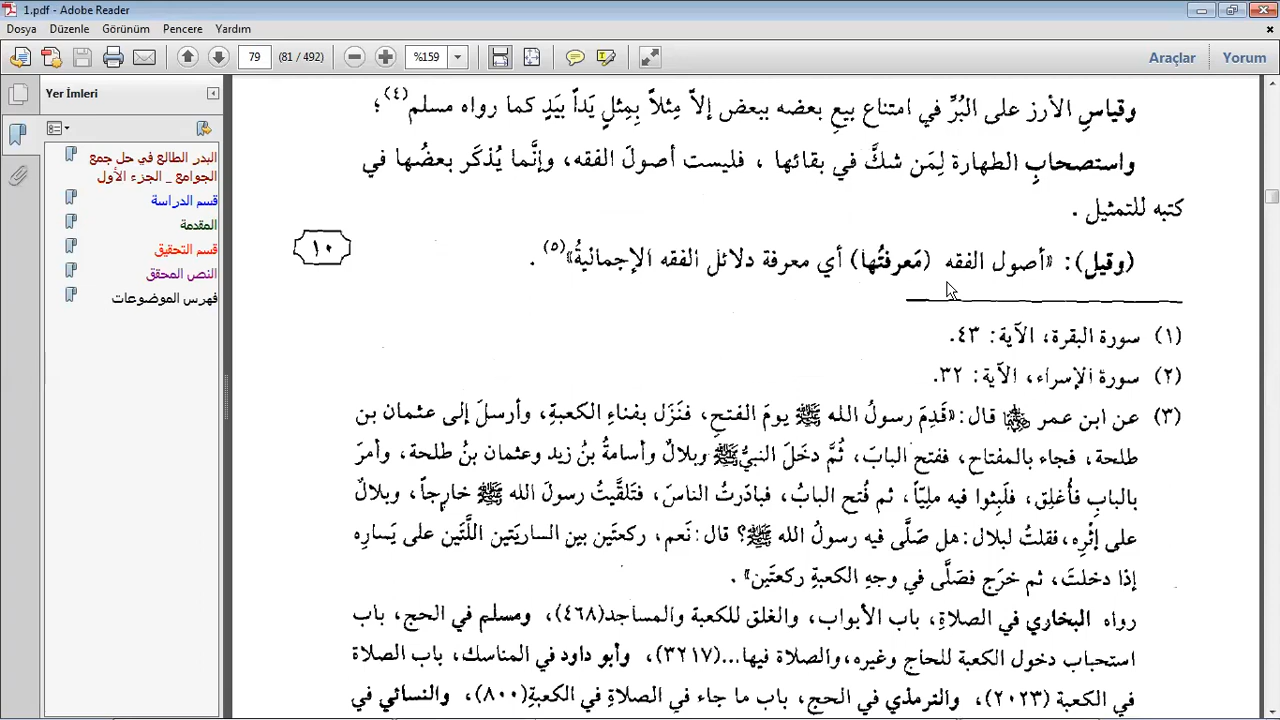 1.pdf - Adobe Reader
Dosya Düzenle Görünüm Pencere Yardım
79 (81 / 492) %159 Araçlar Yorum
Yer İmleri
البدر الطالع في حل جمع
الجوامع _ الجزء الأول
قسم الدراسة
المقدمة
قسم التحقيق
النص المحقق
فهرس الموضوعات
وقياسِ الأرز على البُرِّ في امتناع بيعِ بعضه ببعض إلاَّ مِثلاً بِمِثلٍ يَداً بيَدٍ كما رواه مسلم(٤) ؛
واستصحابِ الطهارة لِمَن شكَّ في بقائها ، فليست أصولَ الفقه، وإنَّما يُذكَر بعضُها في
كتبه للتمثيل .
(وقيل) : «أصول الفقه (مَعرفتُها) أي معرفة دلائل الفقه الإجماليةُ»(٥) .
١٠
(١) سورة البقرة، الآية: ٤٣.
(٢) سورة الإسراء، الآية: ٣٢.
(٣) عن ابن عمر ﷺ قال: «قَدِمَ رسولُ الله ﷺ يومَ الفتحِ، فنَزَل بفناءِ الكعبةِ، وأرسلَ إلى عثمان بن
طلحة، فجاء بالمفتاح، ففتح البابَ، ثُمَّ دخَلَ النبيُّ ﷺ وبلالٌ وأسامةُ بنُ زيد وعثمان بنُ طلحة، وأمرَ
بالبابِ فأُغلِق، فلَبِثوا فيه ملِيّاً، ثم فُتح البابُ، فبادَرتُ الناسَ، فتَلقَّيتُ رسولَ الله ﷺ خارجاً، وبلالٌ
على إثْرِه، فقلتُ لبلال: هل صَلَّى فيه رسولُ الله ﷺ؟ قال: نَعم، ركعتَين بين الساريَتين اللَّتَين على يَسارِه
إذا دخلتَ، ثم خرَج فصَلَّى في وجهِ الكعبةِ ركعتَين» .
رواه البخاري في الصلاةِ، باب الأبواب، والغلق للكعبة والمساجد(٤٦٨)، ومسلم في الحج، باب
استحباب دخول الكعبة للحاج وغيره، والصلاة فيها...(٣٢١٧)، وأبو داود في المناسك، باب الصلاة
في الكعبة (٢٠٢٣)، والترمذي في الحج، باب ما جاء في الصلاةِ في الكعبةِ(٨٠٠)، والنسائي في